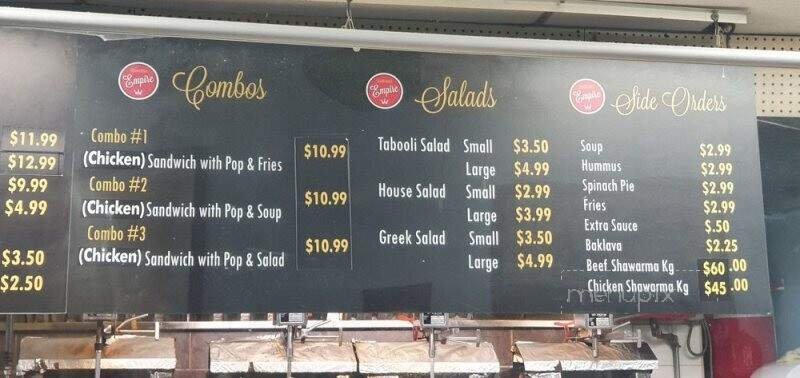 $11.99
$12.99
$9.99
$4.99
$3.50
$2.50
Empire Combos
Combo #1
(Chicken) Sandwich with Pop & Fries $10.99
Combo #2
(Chicken) Sandwich with Pop & Soup $10.99
Combo #3
(Chicken) Sandwich with Pop & Salad $10.99
Empire Salads
Tabooli Salad Small $3.50
Large $4.99
House Salad Small $2.99
Large $3.99
Greek Salad Small $3.50
Large $4.99
Empire Side Orders
Soup $2.99
Hummus $2.99
Spinach Pie $2.99
Fries $2.99
Extra Sauce $.50
Baklava $2.25
Beef Shawarma Kg $60.00
Chicken Shawarma Kg $45.00
menupix